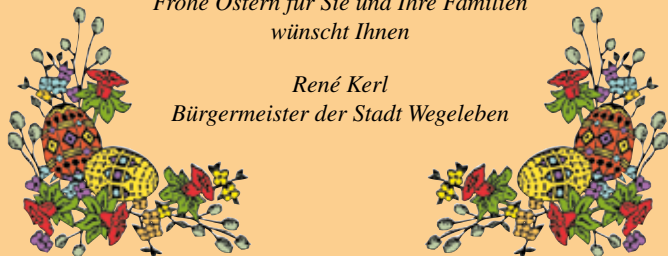 Frohe Ostern für Sie und Ihre Familien
wünscht Ihnen
René Kerl
Bürgermeister der Stadt Wegeleben